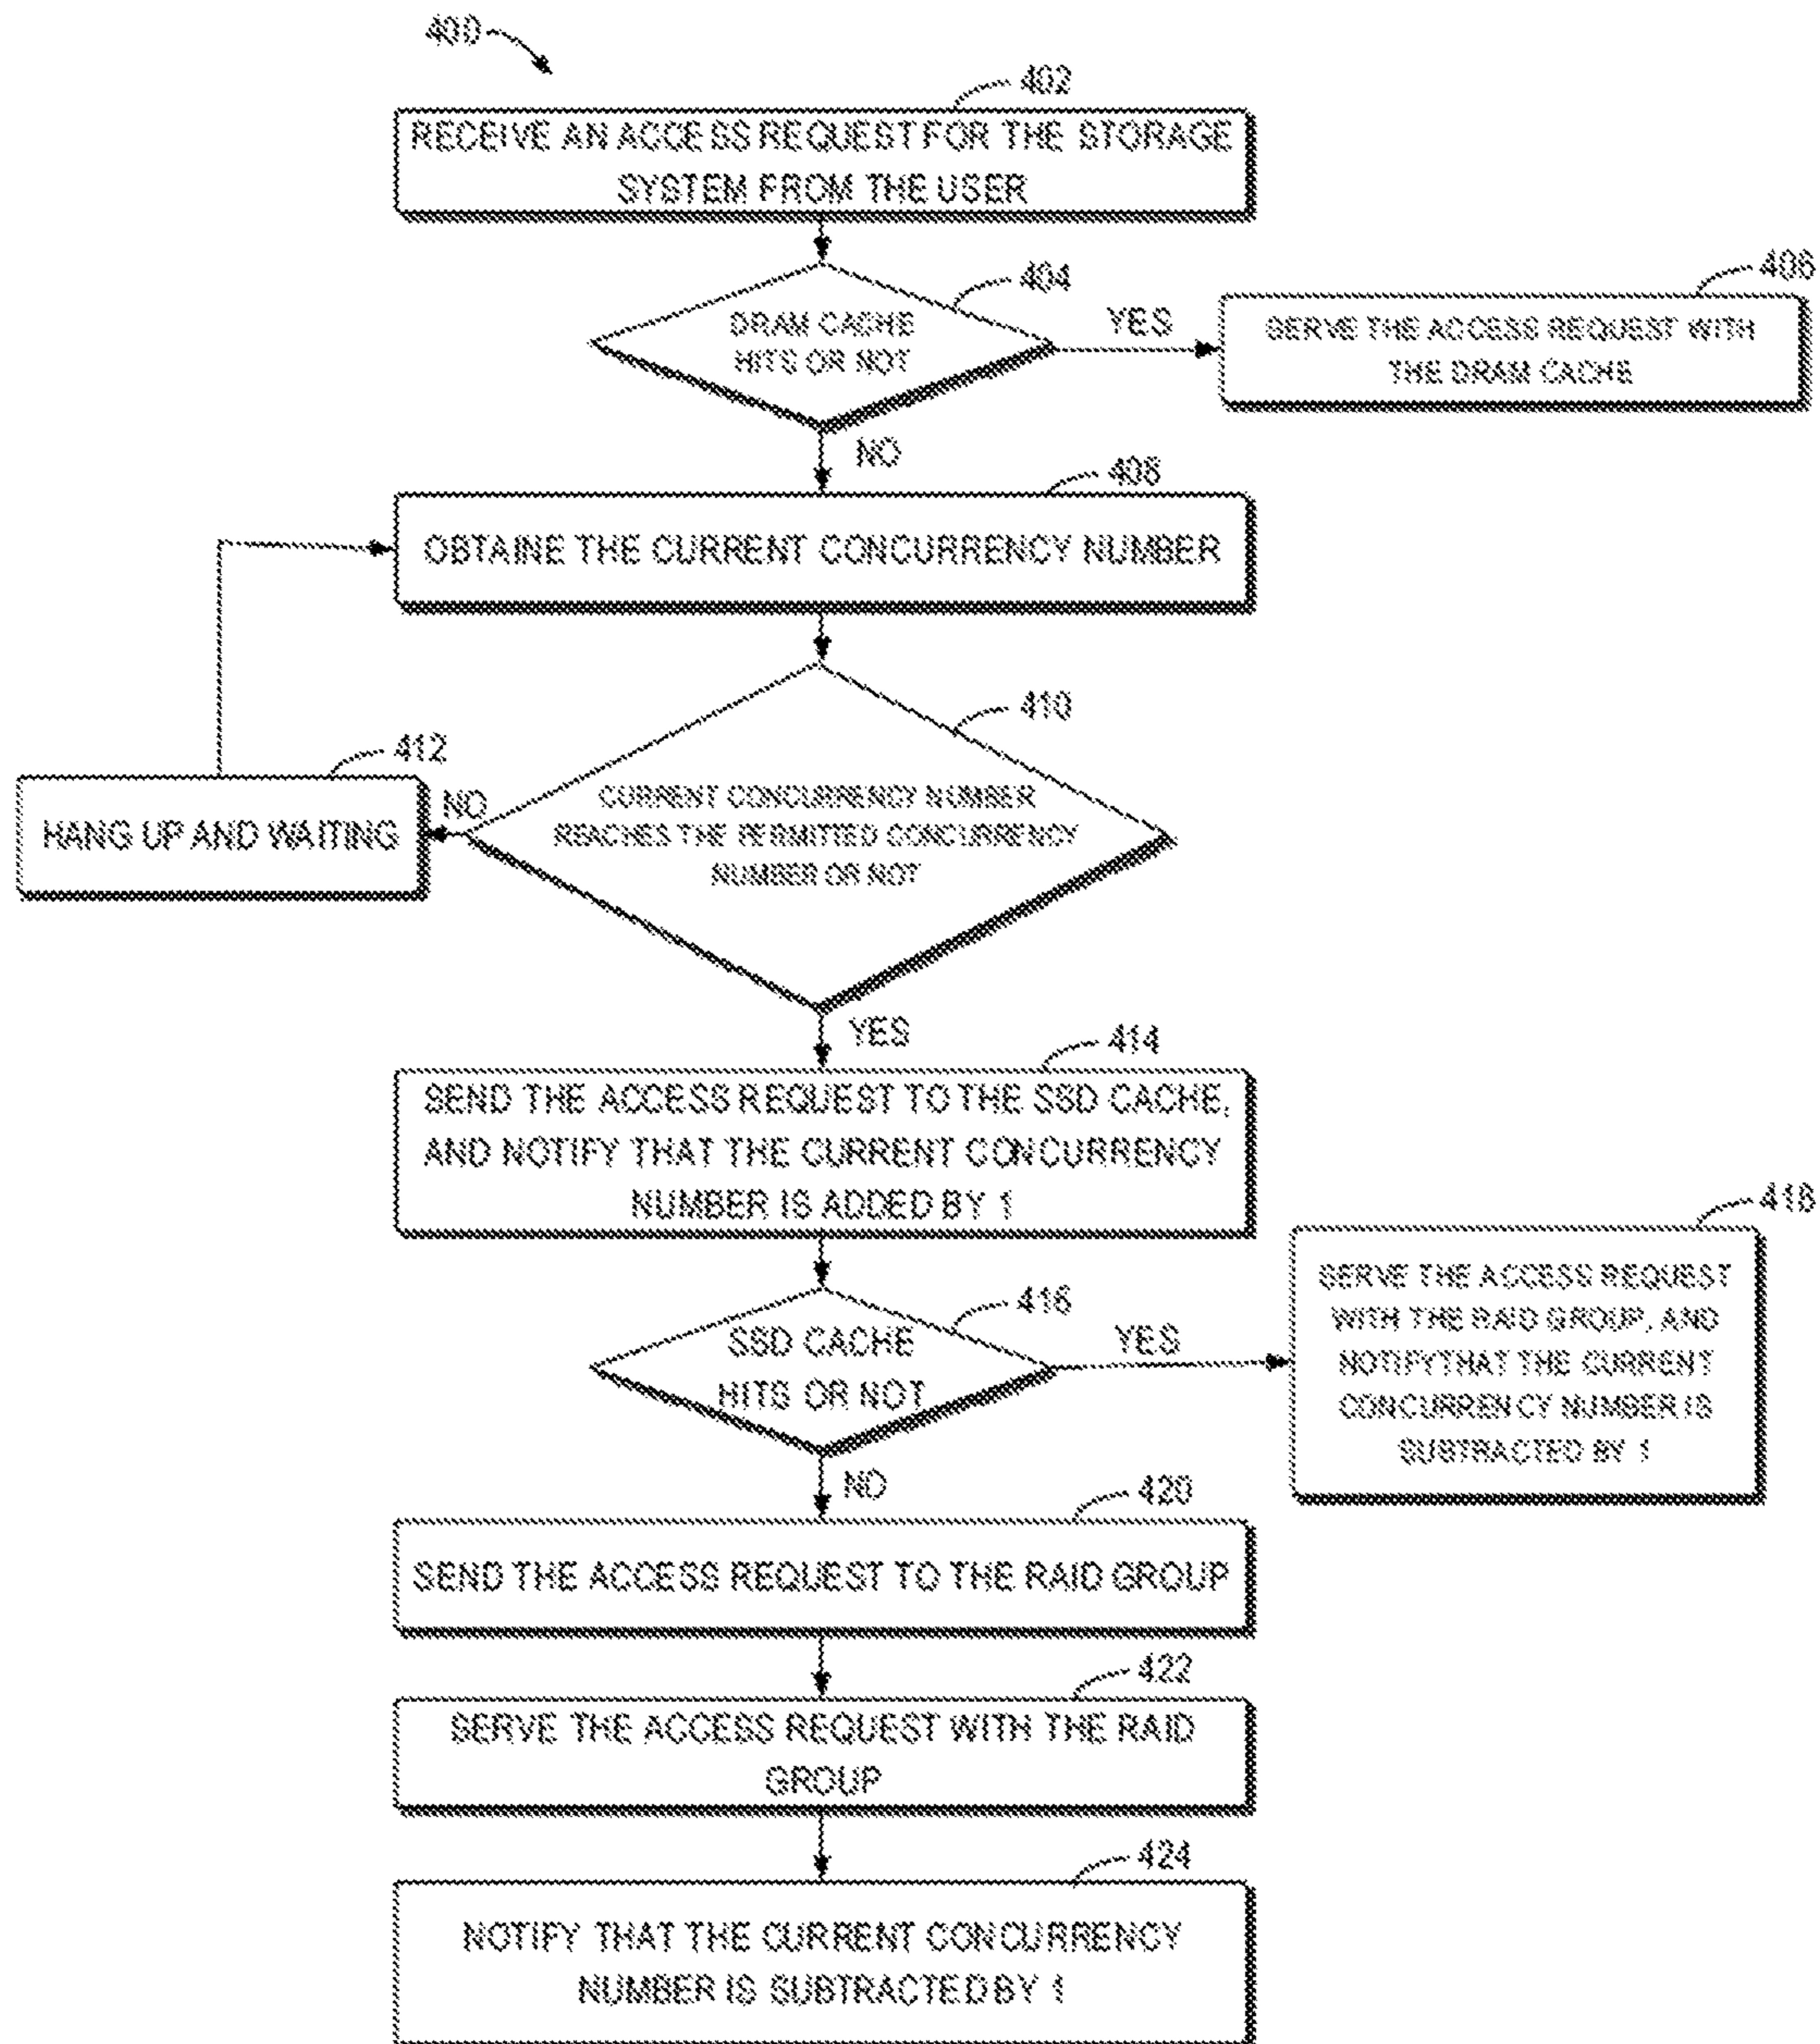 400
402
RECEIVE AN ACCESS REQUEST FOR THE STORAGE
SYSTEM FROM THE USER
404
DRAM CACHE
HITS OR NOT
YES
406
SERVE THE ACCESS REQUEST WITH
THE DRAM CACHE
NO
408
OBTAINE THE CURRENT CONCURRENCY NUMBER
410
CURRENT CONCURRENCY NUMBER
REACHES THE PERMITTED CONCURRENCY
NUMBER OR NOT
NO
412
HANG UP AND WAITING
YES
414
SEND THE ACCESS REQUEST TO THE SSD CACHE,
AND NOTIFY THAT THE CURRENT CONCURRENCY
NUMBER IS ADDED BY 1
416
SSD CACHE
HITS OR NOT
YES
418
SERVE THE ACCESS REQUEST
WITH THE RAID GROUP, AND
NOTIFY THAT THE CURRENT
CONCURRENCY NUMBER IS
SUBTRACTED BY 1
NO
420
SEND THE ACCESS REQUEST TO THE RAID GROUP
422
SERVE THE ACCESS REQUEST WITH THE RAID
GROUP
424
NOTIFY THAT THE CURRENT CONCURRENCY
NUMBER IS SUBTRACTED BY 1